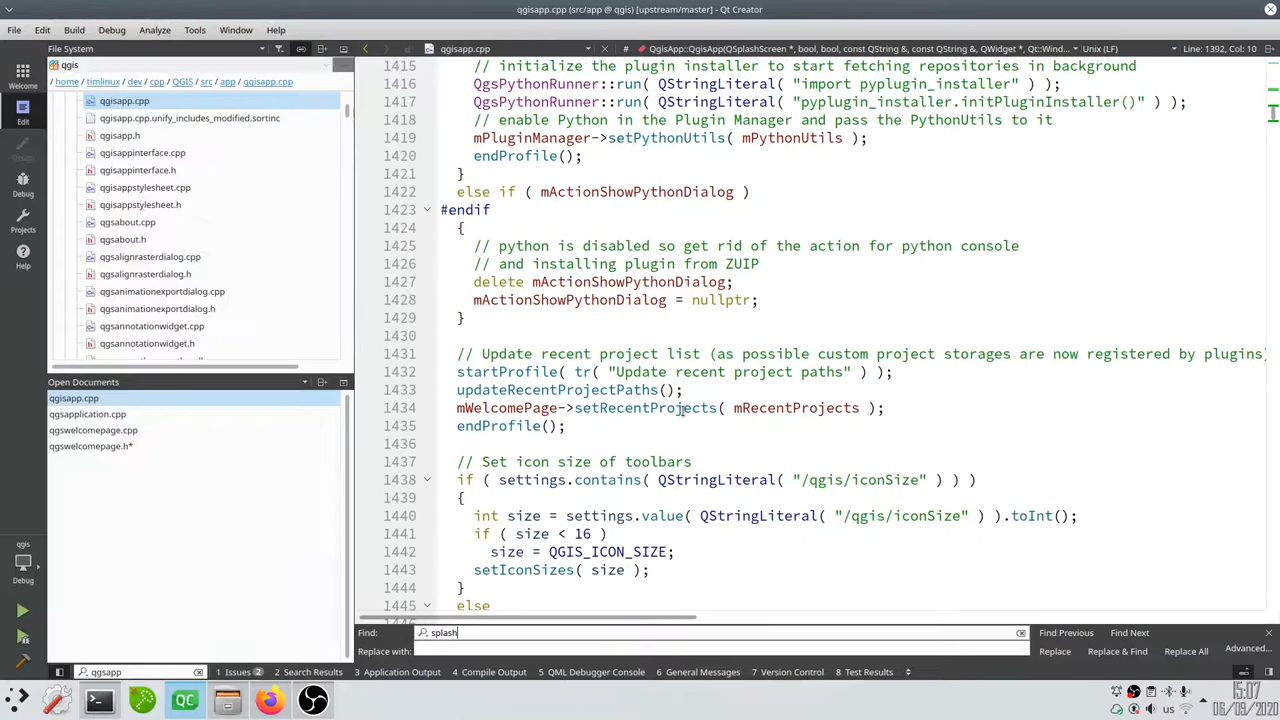 qgisapp.cpp (src/app @ qgis) [upstream/master] - Qt Creator
File Edit Build Debug Analyze Tools Window Help
File System
qgisapp.cpp
# QgisApp::QgisApp(QSplashScreen *, bool, bool, const QString &, const QString &, QWidget *, Qt::Wind...
Unix (LF)
Line: 1392, Col: 10
qgis
/ home / timlinux / dev / cpp / QGIS / src / app / qgisapp.cpp
Welcome
Edit
Design
Debug
Projects
Help
qgisapp.cpp
qgisapp.cpp.unify_includes_modified.sortinc
qgisapp.h
qgisappinterface.cpp
qgisappinterface.h
qgisappstylesheet.cpp
qgisappstylesheet.h
qgsabout.cpp
qgsabout.h
qgsalignrasterdialog.cpp
qgsalignrasterdialog.h
qgsanimationexportdialog.cpp
qgsanimationexportdialog.h
qgsannotationwidget.cpp
qgsannotationwidget.h
Open Documents
qgisapp.cpp
qgsapplication.cpp
qgswelcomepage.cpp
qgswelcomepage.h*
qgis
Debug
1415 // initialize the plugin installer to start fetching repositories in background
1416 QgsPythonRunner::run( QStringLiteral( "import pyplugin_installer" ) );
1417 QgsPythonRunner::run( QStringLiteral( "pyplugin_installer.initPluginInstaller()" ) );
1418 // enable Python in the Plugin Manager and pass the PythonUtils to it
1419 mPluginManager->setPythonUtils( mPythonUtils );
1420 endProfile();
1421 }
1422 else if ( mActionShowPythonDialog )
1423 #endif
1424 {
1425 // python is disabled so get rid of the action for python console
1426 // and installing plugin from ZUIP
1427 delete mActionShowPythonDialog;
1428 mActionShowPythonDialog = nullptr;
1429 }
1430
1431 // Update recent project list (as possible custom project storages are now registered by plugins)
1432 startProfile( tr( "Update recent project paths" ) );
1433 updateRecentProjectPaths();
1434 mWelcomePage->setRecentProjects( mRecentProjects );
1435 endProfile();
1436
1437 // Set icon size of toolbars
1438 if ( settings.contains( QStringLiteral( "/qgis/iconSize" ) ) )
1439 {
1440 int size = settings.value( QStringLiteral( "/qgis/iconSize" ) ).toInt();
1441 if ( size < 16 )
1442 size = QGIS_ICON_SIZE;
1443 setIconSizes( size );
1444 }
1445 else
Find: splash Find Previous Find Next
Replace with: Replace Replace & Find Replace All Advanced...
qgsapp
1 Issues 2 2 Search Results 3 Application Output 4 Compile Output 5 QML Debugger Console 6 General Messages 7 Version Control 8 Test Results
us
15:07
06/09/2020